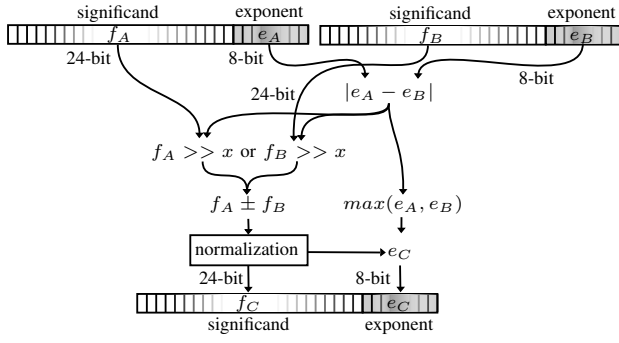 significand exponent significand exponent
f_A e_A f_B e_B
24-bit 8-bit 24-bit 8-bit
|e_A − e_B|
f_A >> x or f_B >> x
f_A ± f_B max(e_A, e_B)
normalization e_C
24-bit 8-bit
f_C e_C
significand exponent